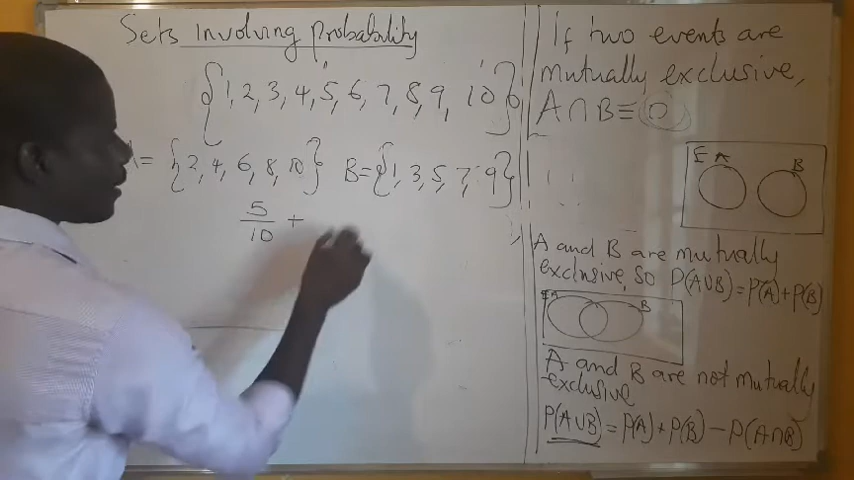 Sets Involving probability
{1, 2, 3, 4, 5, 6, 7, 8, 9, 10}
A= {2, 4, 6, 8, 10} B={1, 3, 5, 7, 9}
5/10 +
If two events are
mutually exclusive,
A∩B≡0
E A B
A and B are mutually
exclusive, so P(A∪B)=P(A)+P(B)
E A B
A and B are not mutually
exclusive
P(A∪B)=P(A)+P(B)-P(A∩B)